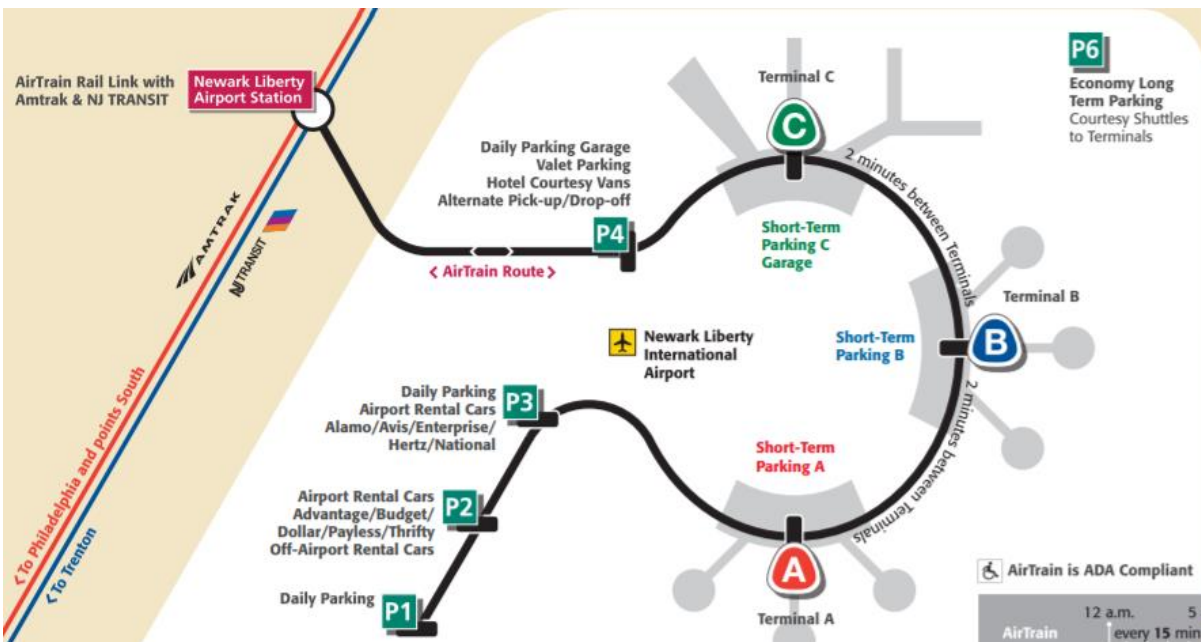 AirTrain Rail Link with
Amtrak & NJ TRANSIT
Newark Liberty
Airport Station
Terminal C
C
P6
Economy Long
Term Parking
Courtesy Shuttles
to Terminals
Daily Parking Garage
Valet Parking
Hotel Courtesy Vans
Alternate Pick-up/Drop-off
P4
2 minutes between Terminals
AMTRAK
NJ TRANSIT
Short-Term
Parking C
Garage
< AirTrain Route >
Terminal B
B
Short-Term
Parking B
Newark Liberty
International
Airport
Daily Parking
Airport Rental Cars
Alamo/Avis/Enterprise/
Hertz/National
P3
2 minutes between Terminals
Short-Term
Parking A
< To Philadelphia and points South
< To Trenton
Airport Rental Cars
Advantage/Budget/
Dollar/Payless/Thrifty
Off-Airport Rental Cars
P2
A
Terminal A
Daily Parking
P1
AirTrain is ADA Compliant
12 a.m. 5
AirTrain every 15 min